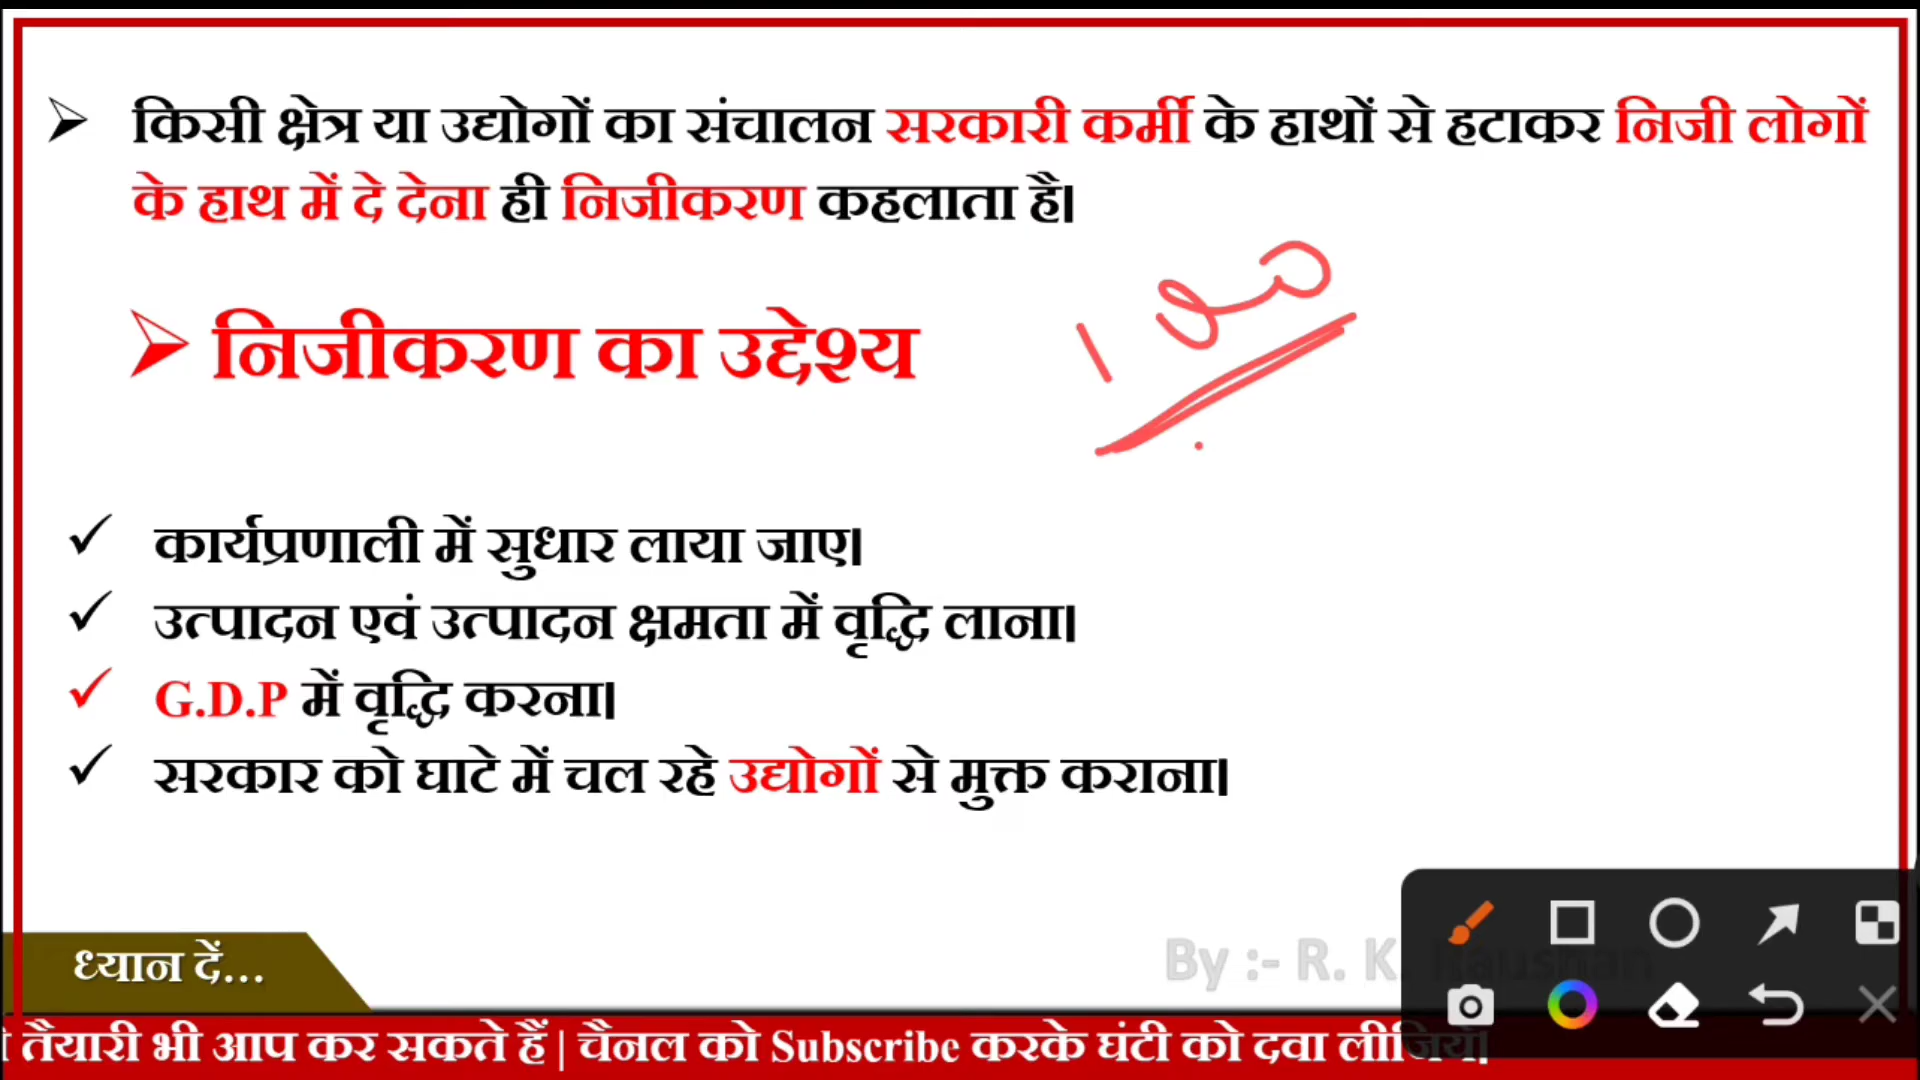 किसी क्षेत्र या उद्योगों का संचालन सरकारी कर्मी के हाथों से हटाकर निजी लोगों
के हाथ में दे देना ही निजीकरण कहलाता है।
निजीकरण का उद्देश्य
कार्यप्रणाली में सुधार लाया जाए।
उत्पादन एवं उत्पादन क्षमता में वृद्धि लाना।
G.D.P में वृद्धि करना।
सरकार को घाटे में चल रहे उद्योगों से मुक्त कराना।
ध्यान दें...
By :- R. K.
तैयारी भी आप कर सकते हैं | चैनल को Subscribe करके घंटी को दवा लीजिये।